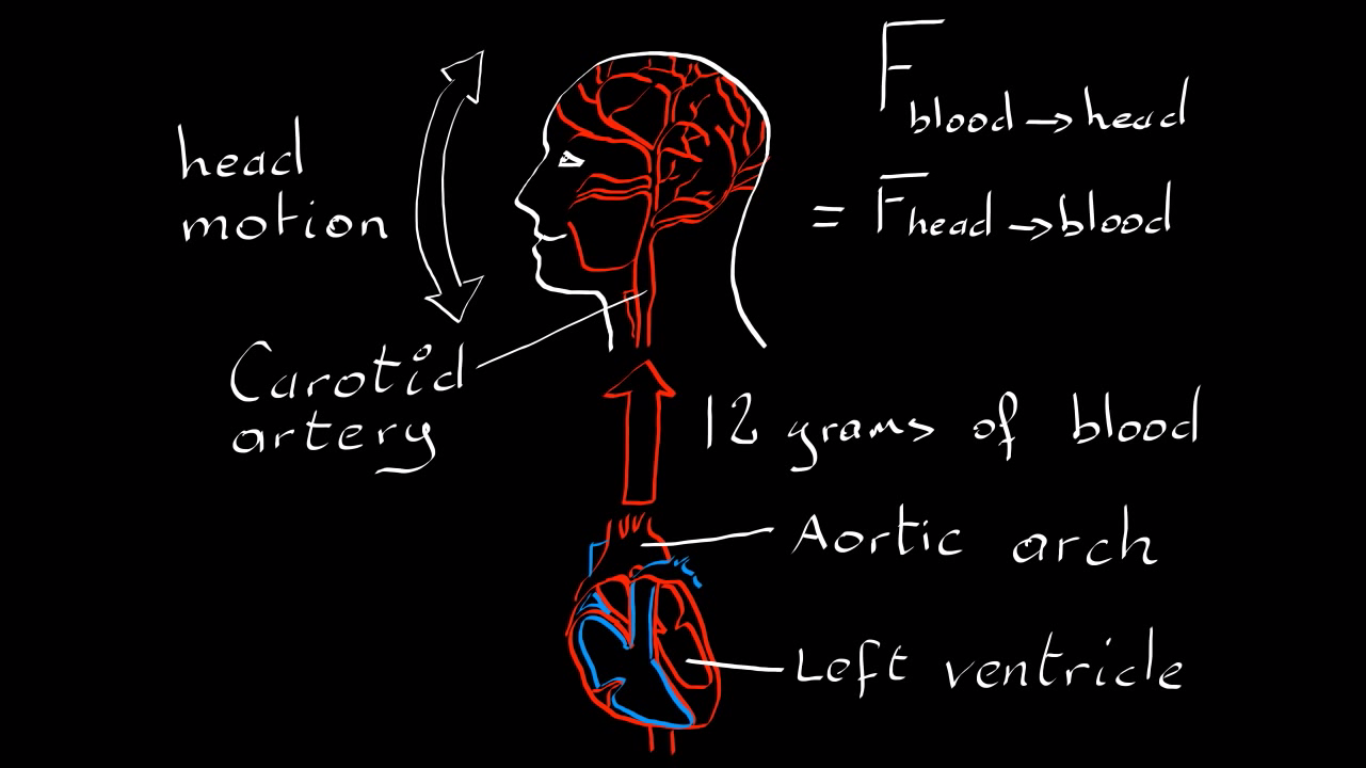 head
motion
F blood → head
= F head → blood
Carotid
artery
12 grams of blood
Aortic arch
Left ventricle